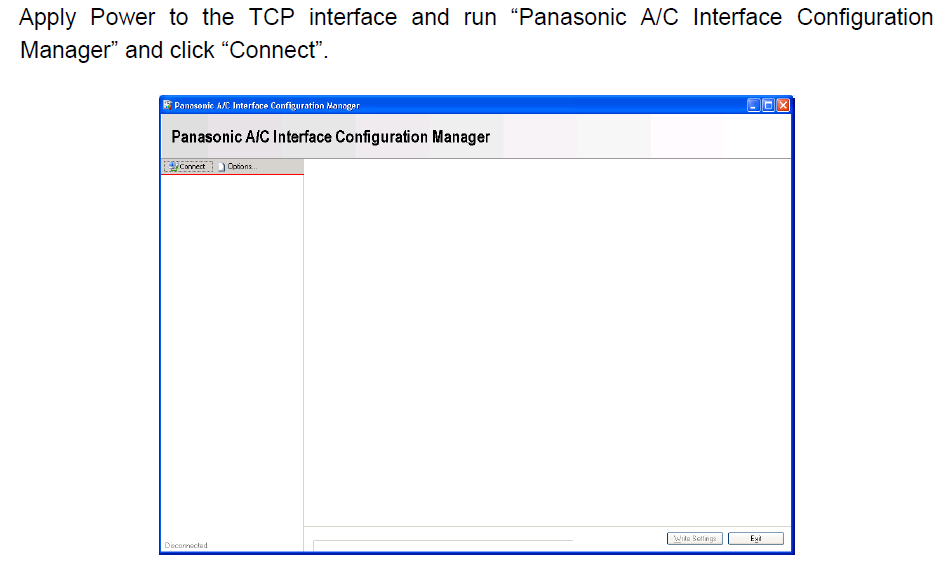 Apply Power to the TCP interface and run “Panasonic A/C Interface Configuration
Manager” and click “Connect”.
Panasonic A/C Interface Configuration Manager
Panasonic A/C Interface Configuration Manager
Connect Options...
Disconnected
Write Settings Exit